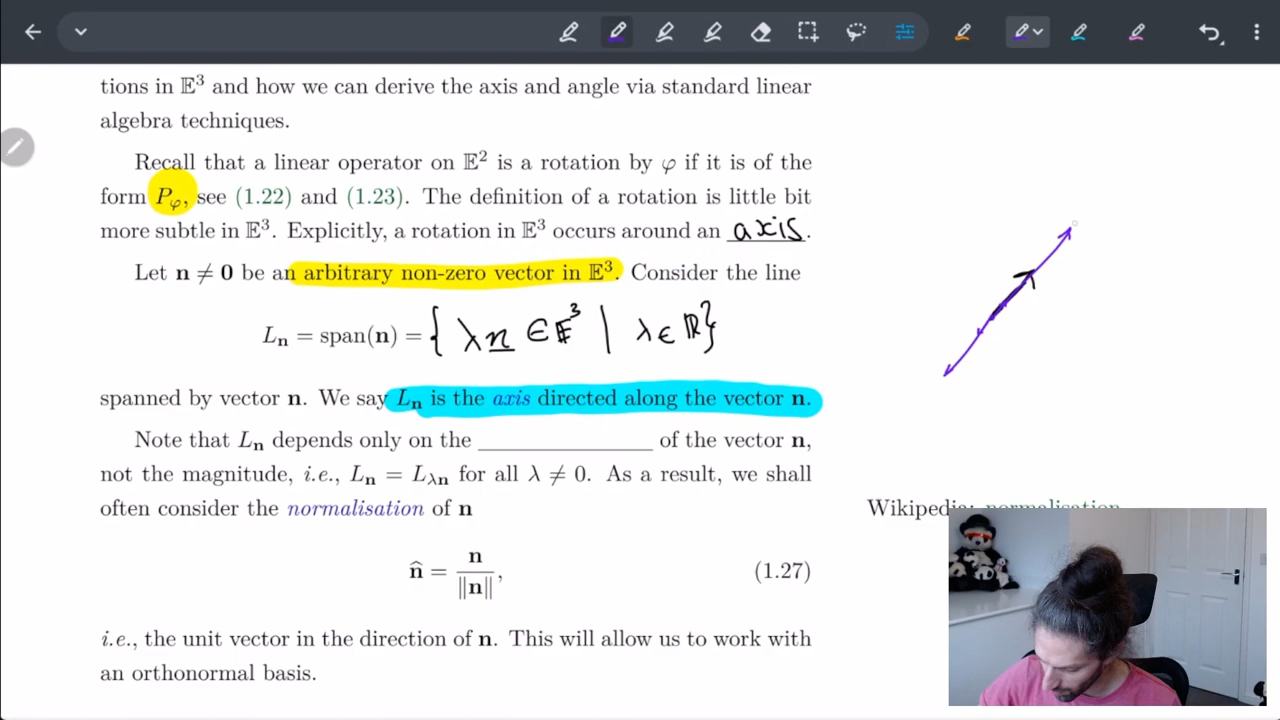 tions in 𝔼³ and how we can derive the axis and angle via standard linear
algebra techniques.
Recall that a linear operator on 𝔼² is a rotation by φ if it is of the
form P_φ, see (1.22) and (1.23). The definition of a rotation is little bit
more subtle in 𝔼³. Explicitly, a rotation in 𝔼³ occurs around an axis.
Let n ≠ 0 be an arbitrary non-zero vector in 𝔼³. Consider the line
L_n = span(n) = { λn ∈ 𝔼³ | λ ∈ ℝ}
spanned by vector n. We say L_n is the axis directed along the vector n.
Note that L_n depends only on the ____________ of the vector n,
not the magnitude, i.e., L_n = L_λn for all λ ≠ 0. As a result, we shall
often consider the normalisation of n
Wikipedia: normalisation
n̂ = n / ‖n‖, (1.27)
i.e., the unit vector in the direction of n. This will allow us to work with
an orthonormal basis.